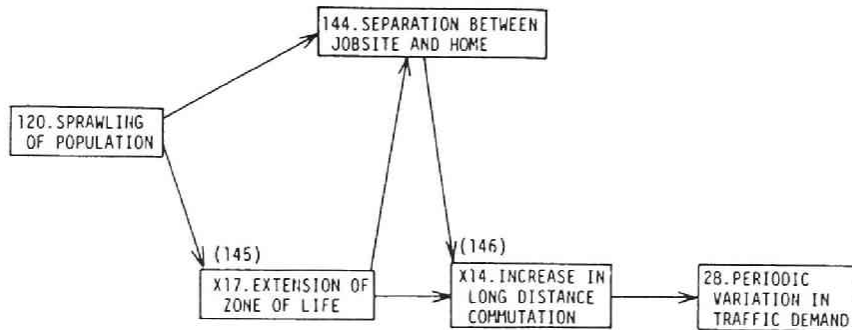 144.SEPARATION BETWEEN
JOBSITE AND HOME
120.SPRAWLING
OF POPULATION
(145)
X17.EXTENSION OF
ZONE OF LIFE
(146)
X14.INCREASE IN
LONG DISTANCE
COMMUTATION
28.PERIODIC
VARIATION IN
TRAFFIC DEMAND